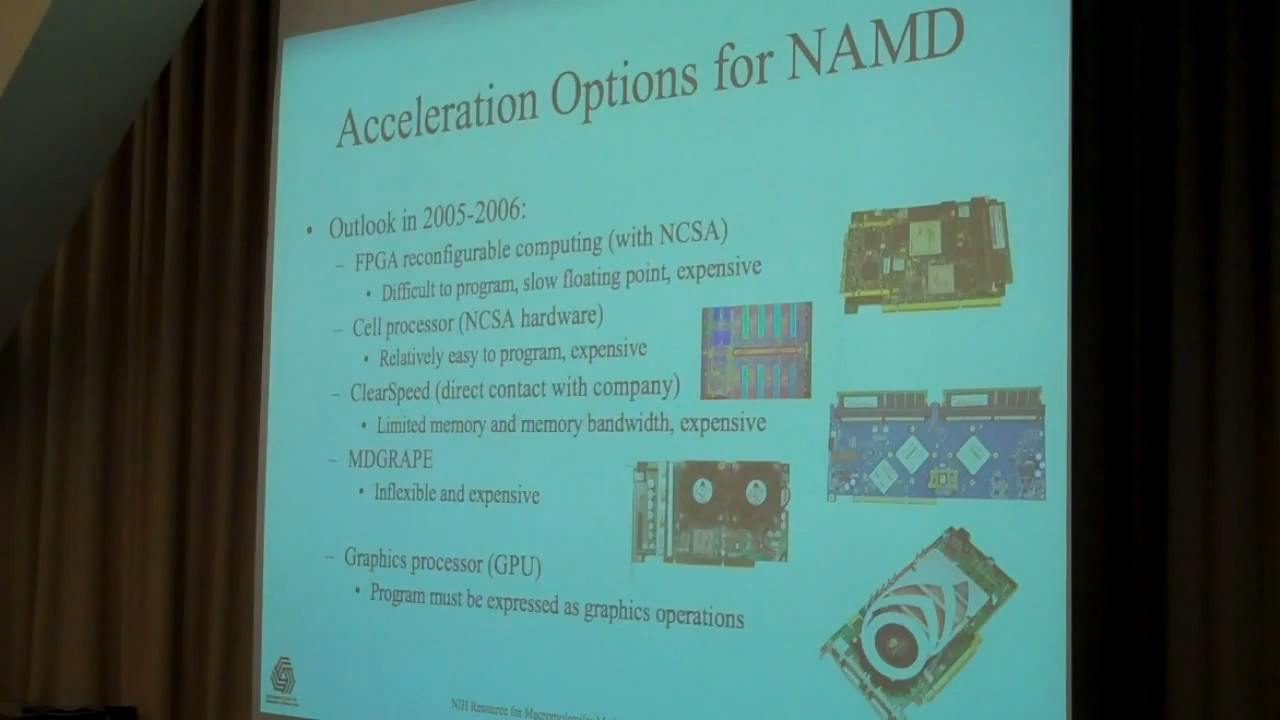 Acceleration Options for NAMD
• Outlook in 2005-2006:
– FPGA reconfigurable computing (with NCSA)
• Difficult to program, slow floating point, expensive
– Cell processor (NCSA hardware)
• Relatively easy to program, expensive
– ClearSpeed (direct contact with company)
• Limited memory and memory bandwidth, expensive
– MDGRAPE
• Inflexible and expensive
– Graphics processor (GPU)
• Program must be expressed as graphics operations
NIH Resource for Macromolecular